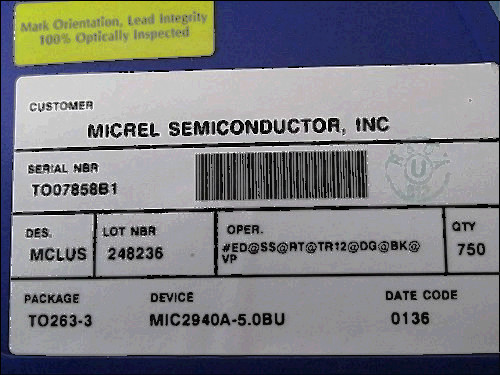 Mark Orientation, Lead Integrity
100% Optically Inspected
CUSTOMER
MICREL SEMICONDUCTOR, INC
SERIAL NBR
TO07858B1
U
DES.
MCLUS
LOT NBR
248236
OPER.
#ED@SS@RT@TR12@DG@BK@
VP
QTY
750
PACKAGE
TO263-3
DEVICE
MIC2940A-5.0BU
DATE CODE
0136